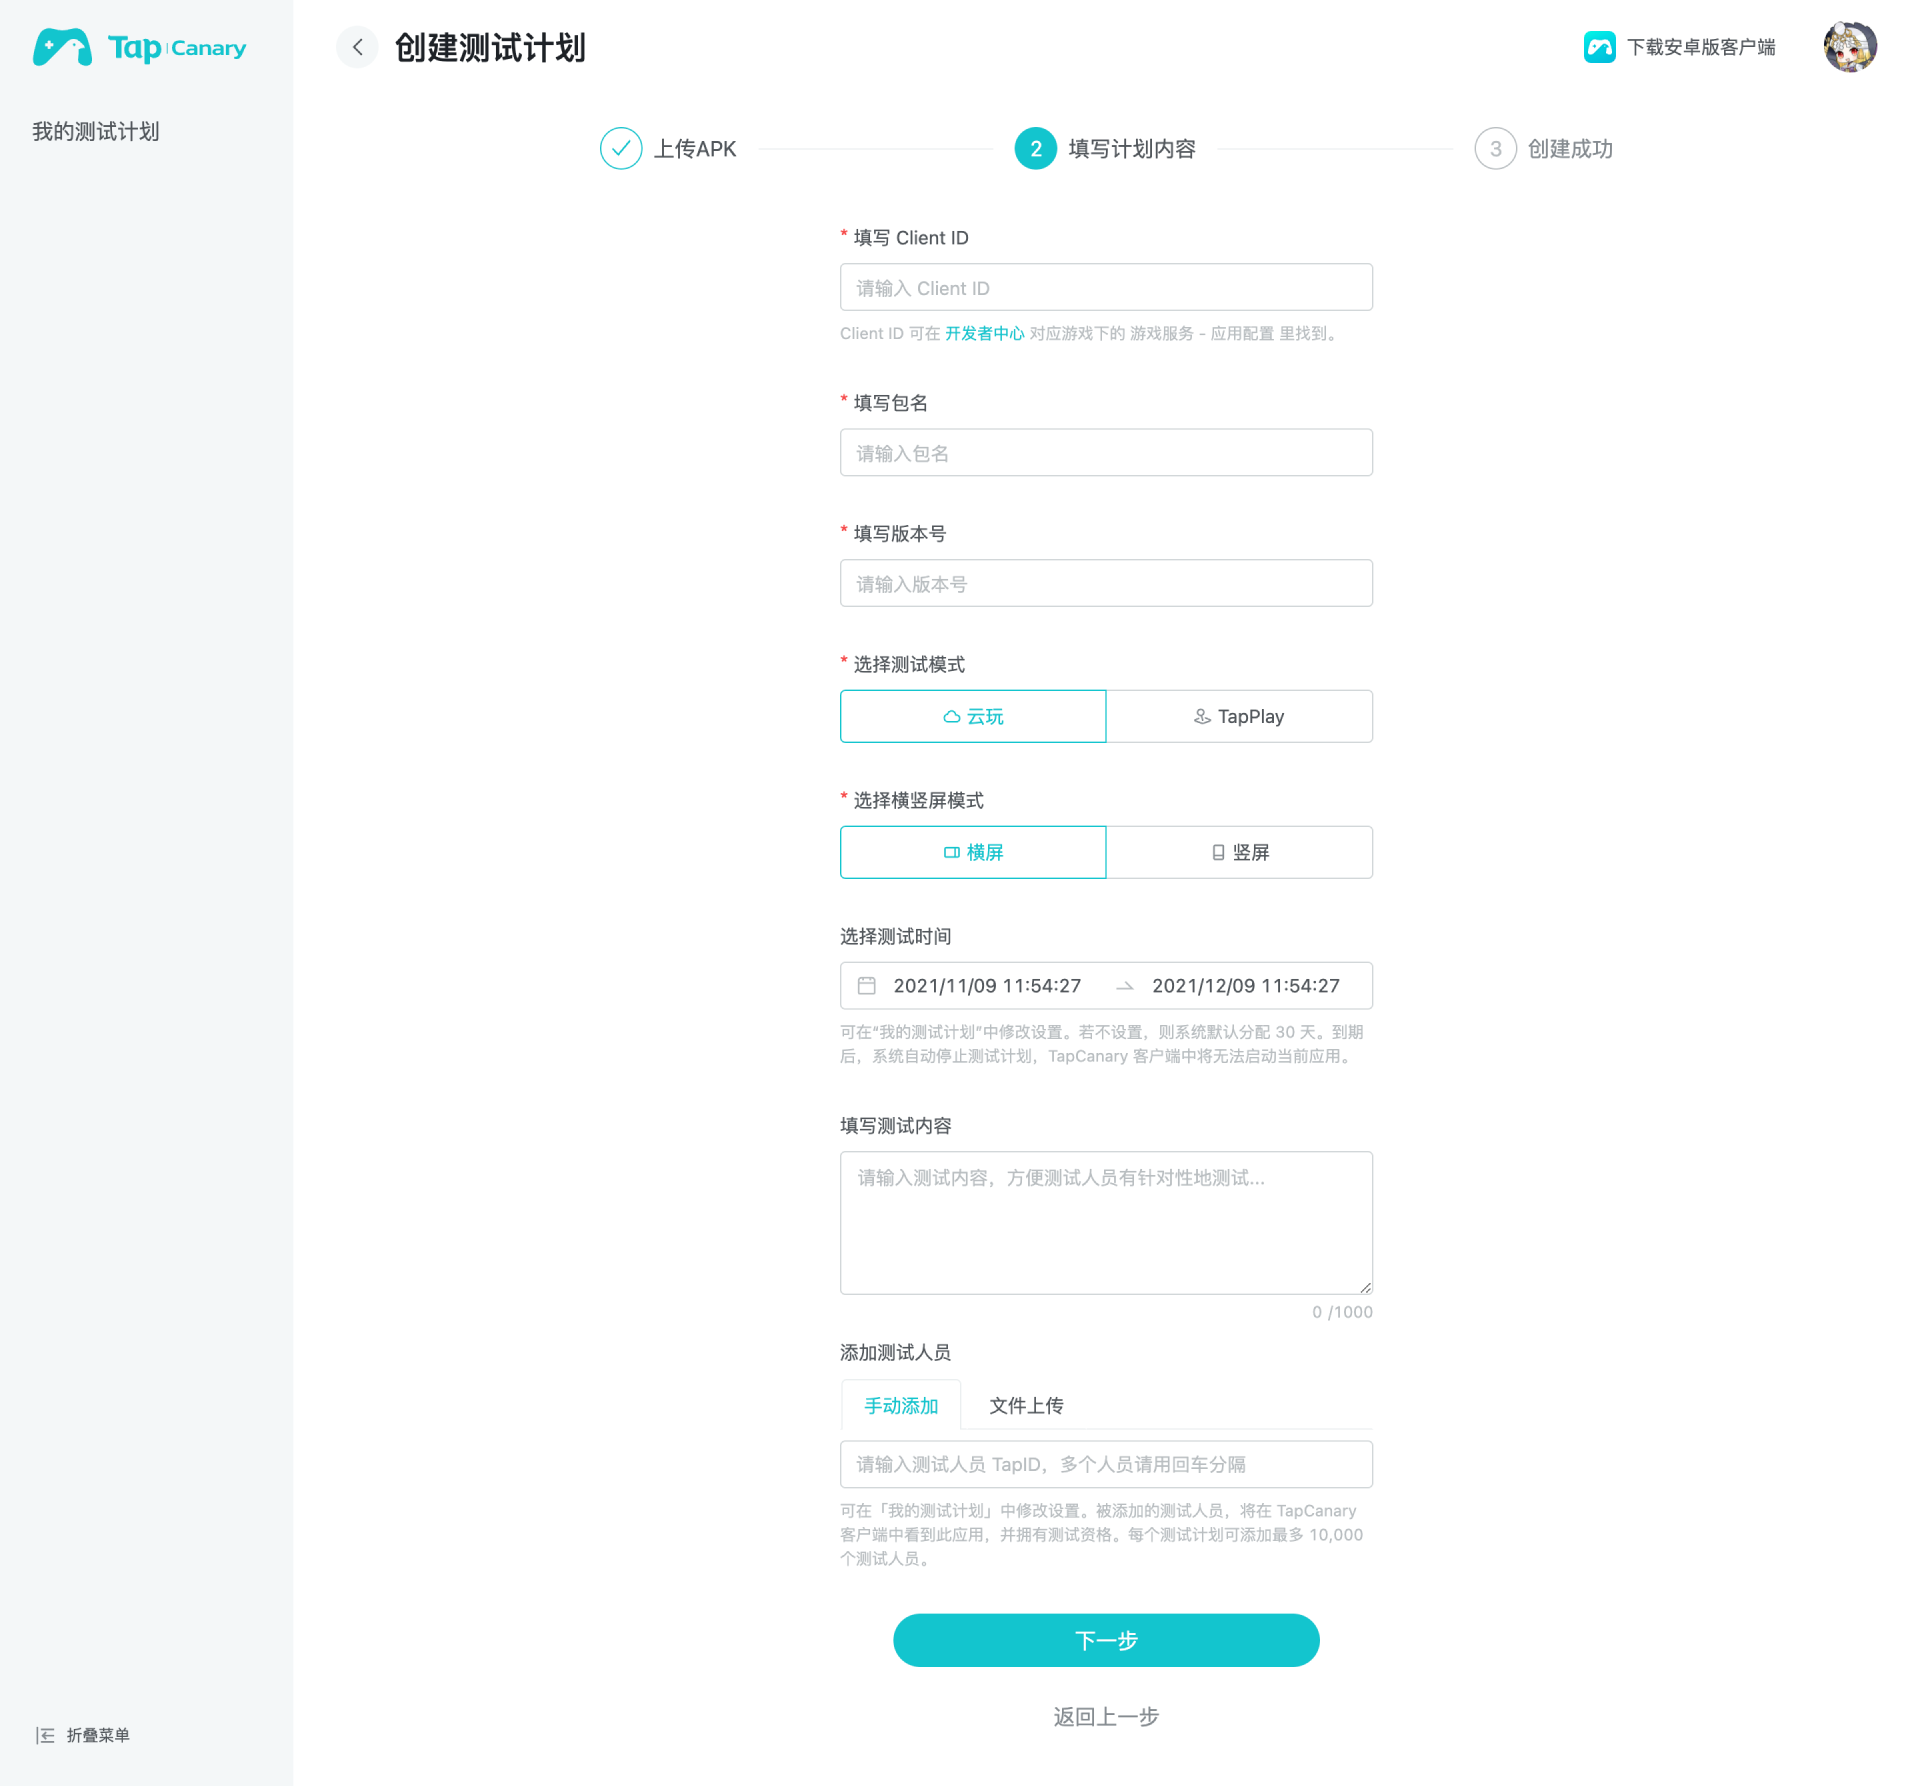 Tap Canary
创建测试计划
下载安卓版客户端
我的测试计划
上传APK
2 填写计划内容
3 创建成功
* 填写 Client ID
请输入 Client ID
Client ID 可在 开发者中心 对应游戏下的 游戏服务 - 应用配置 里找到。
* 填写包名
请输入包名
* 填写版本号
请输入版本号
* 选择测试模式
云玩
TapPlay
* 选择横竖屏模式
横屏
竖屏
选择测试时间
2021/11/09 11:54:27
2021/12/09 11:54:27
可在“我的测试计划”中修改设置。若不设置，则系统默认分配 30 天。到期
后，系统自动停止测试计划，TapCanary 客户端中将无法启动当前应用。
填写测试内容
请输入测试内容，方便测试人员有针对性地测试...
0 /1000
添加测试人员
手动添加
文件上传
请输入测试人员 TapID，多个人员请用回车分隔
可在「我的测试计划」中修改设置。被添加的测试人员，将在 TapCanary
客户端中看到此应用，并拥有测试资格。每个测试计划可添加最多 10,000
个测试人员。
下一步
返回上一步
折叠菜单